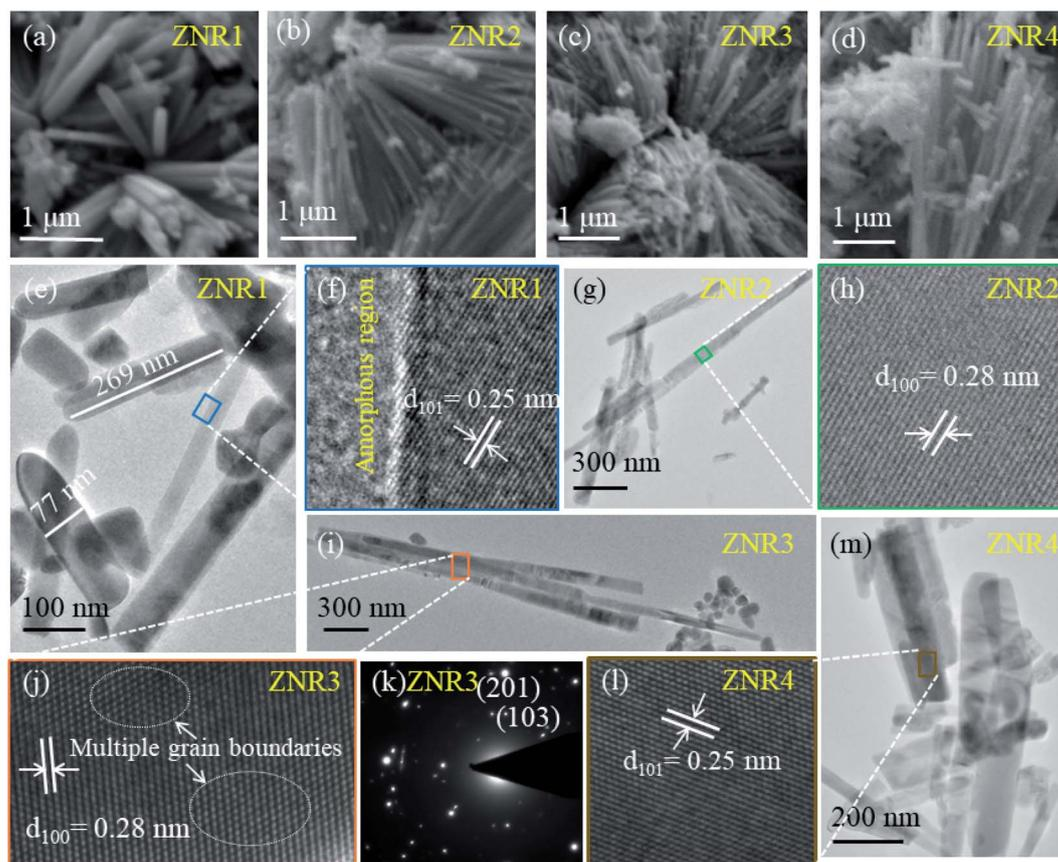 (a) ZNR1
1 μm
(b) ZNR2
1 μm
(c) ZNR3
1 μm
(d) ZNR4
1 μm
(e) ZNR1
269 nm
77 nm
100 nm
(f) ZNR1
Amorphous region
d101= 0.25 nm
(g) ZNR2
300 nm
(h) ZNR2
d100= 0.28 nm
(i) ZNR3
300 nm
(m) ZNR4
200 nm
(j) ZNR3
Multiple grain boundaries
d100= 0.28 nm
(k) ZNR3
(201)
(103)
(l) ZNR4
d101= 0.25 nm